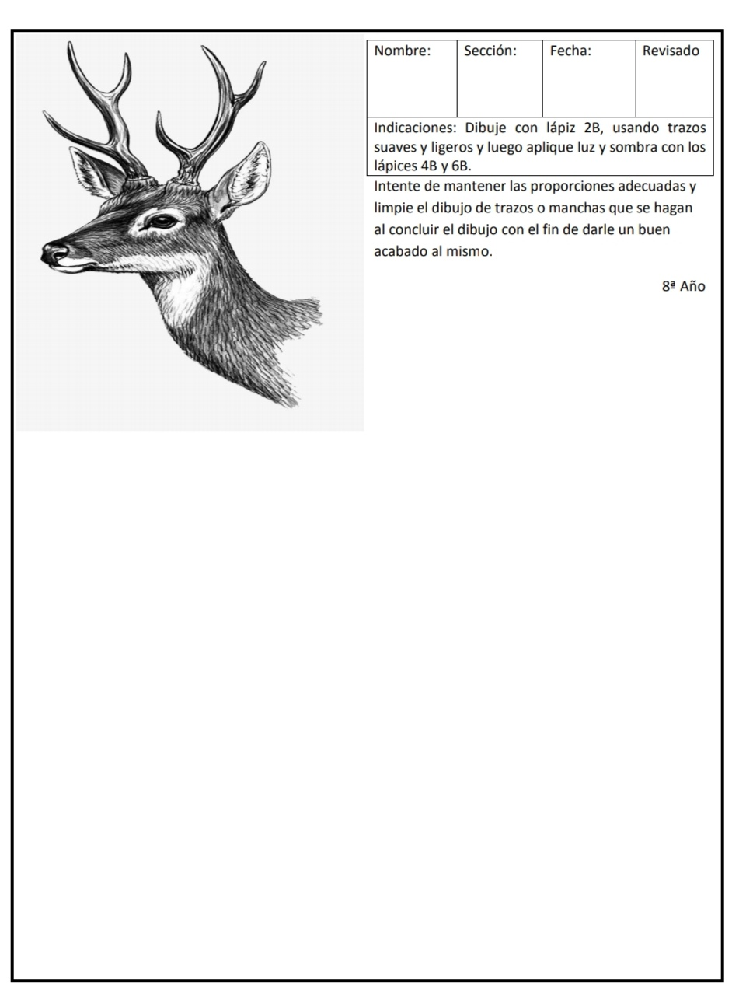 Nombre:
Sección:
Fecha:
Revisado
Indicaciones: Dibuje con lápiz 2B, usando trazos
suaves y ligeros y luego aplique luz y sombra con los
lápices 4B y 6B.
Intente de mantener las proporciones adecuadas y
limpie el dibujo de trazos o manchas que se hagan
al concluir el dibujo con el fin de darle un buen
acabado al mismo.
8ª Año